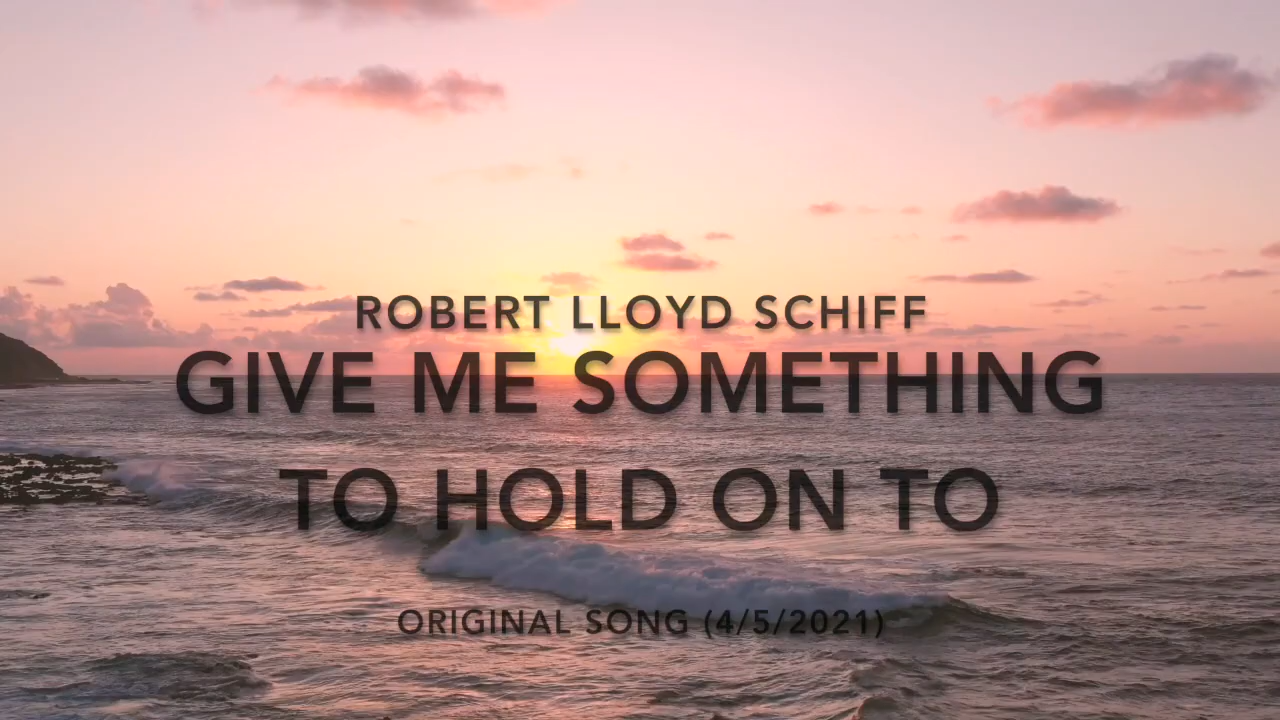 ROBERT LLOYD SCHIFF
GIVE ME SOMETHING
TO HOLD ON TO
ORIGINAL SONG (4/5/2021)